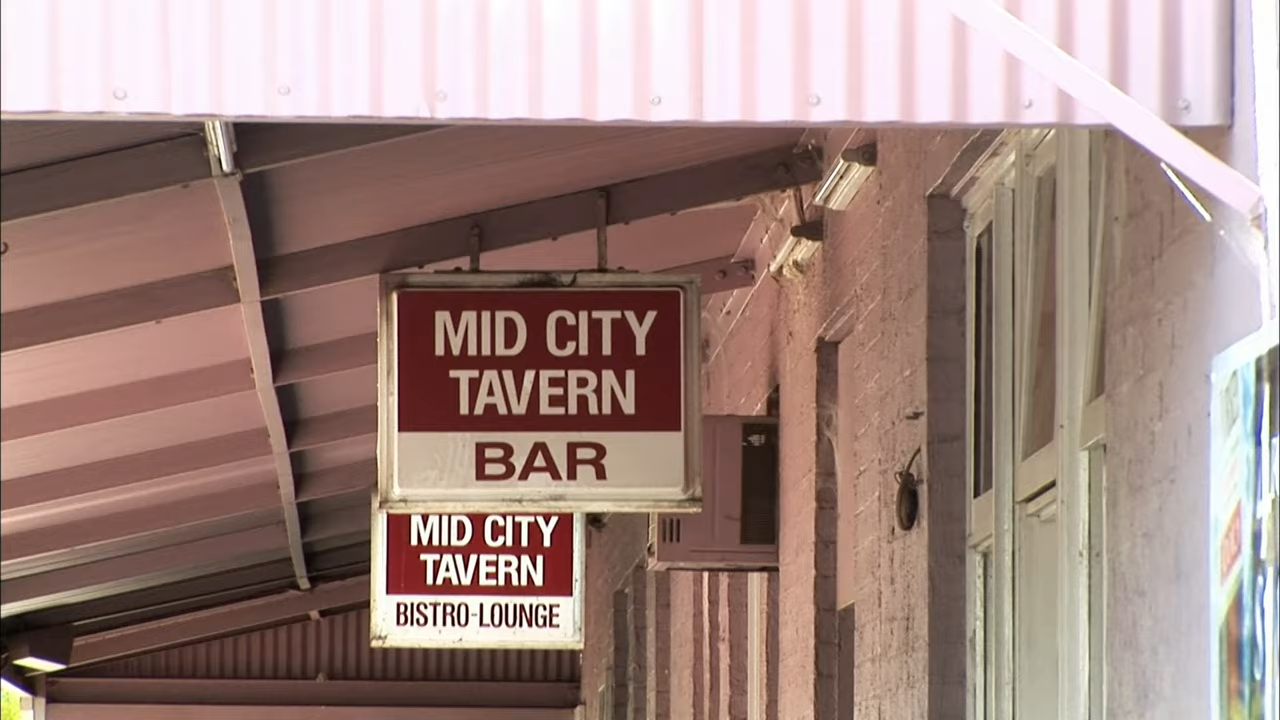 MID CITY
TAVERN
BAR
MID CITY
TAVERN
BISTRO-LOUNGE